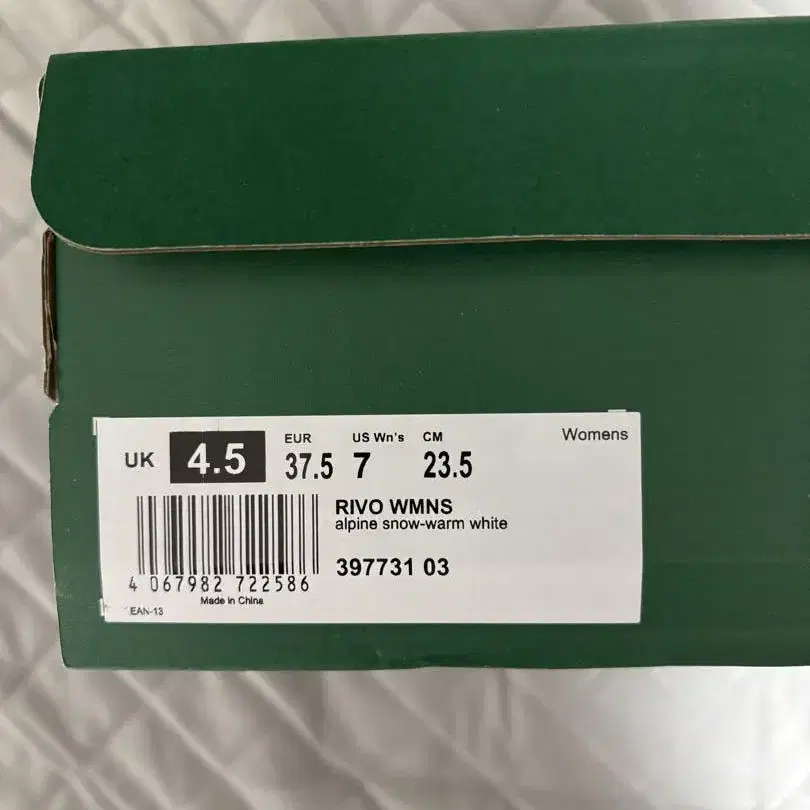 Womens
UK 4.5
EUR 37.5
US Wn's 7
CM 23.5
RIVO WMNS
alpine snow-warm white
397731 03
4 067982 722586
Made in China
EAN-13